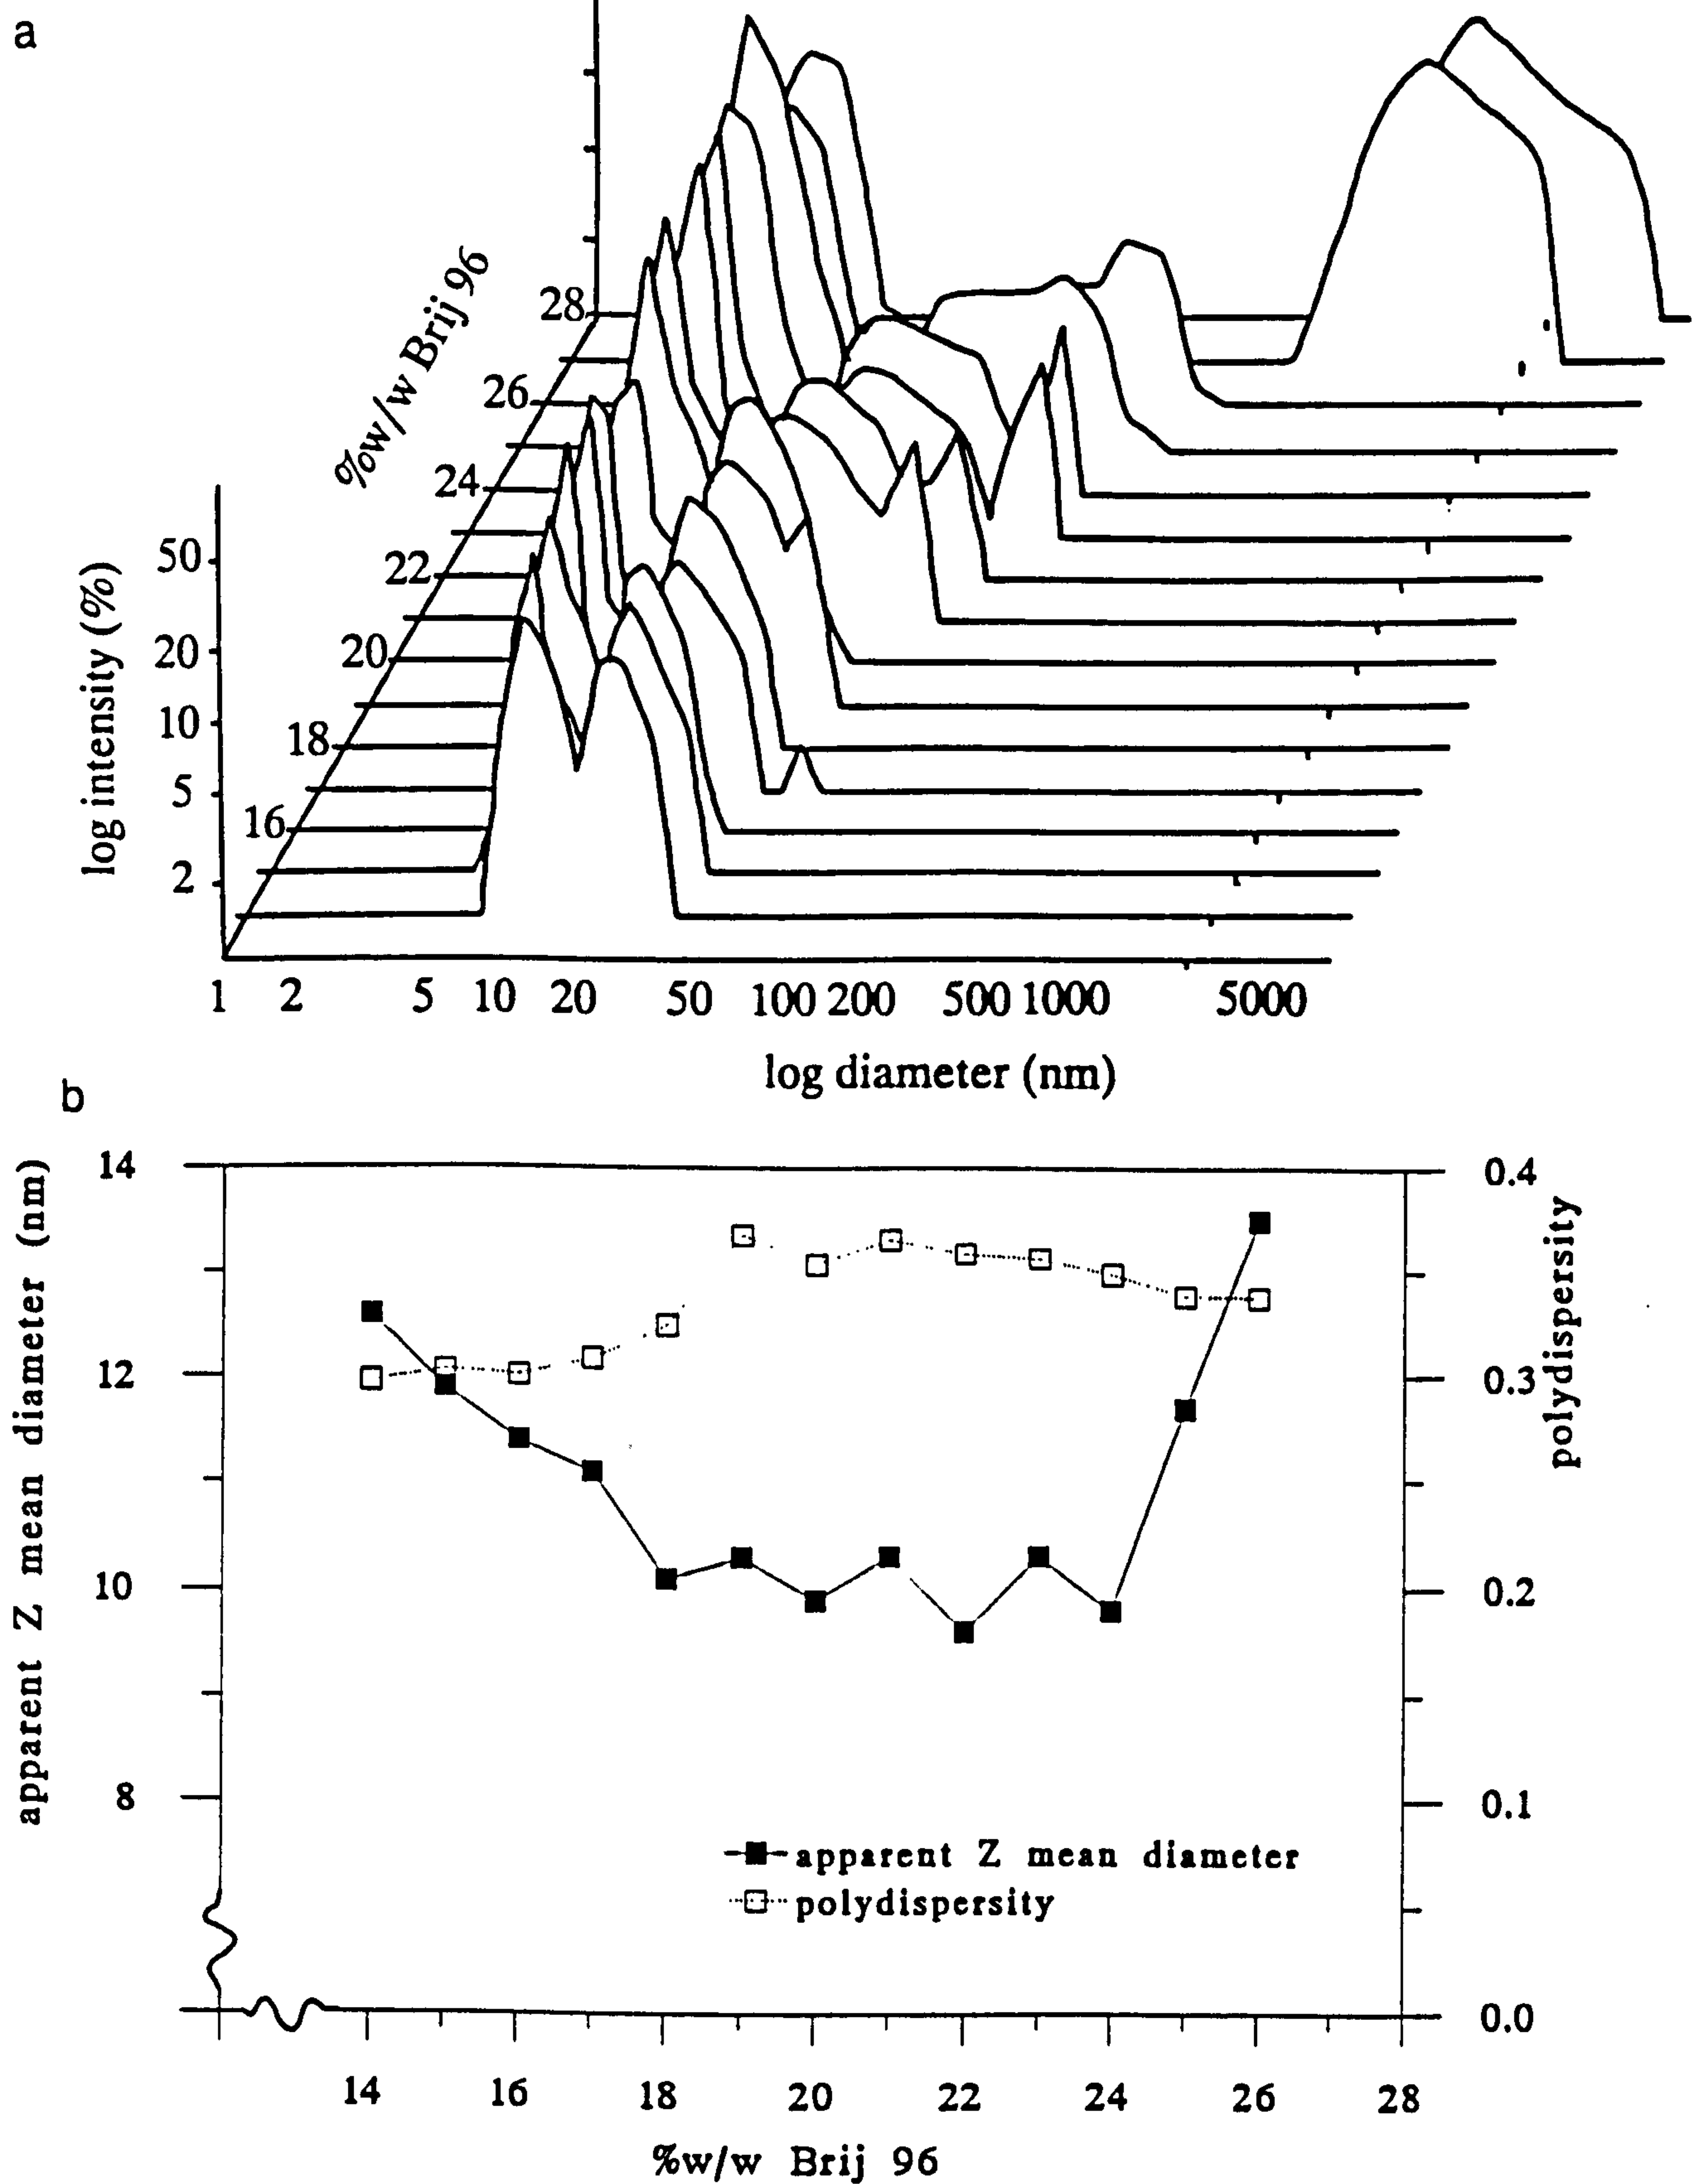 a
%w/w Brij 96
28
26
24
22
20
18
16
log intensity (%)
50
20
10
5
2
1 2 5 10 20 50 100 200 500 1000 5000
log diameter (nm)
b
apparent Z mean diameter (nm)
14
12
10
8
0.4
0.3
0.2
0.1
0.0
polydispersity
apparent Z mean diameter
polydispersity
14 16 18 20 22 24 26 28
%w/w Brij 96